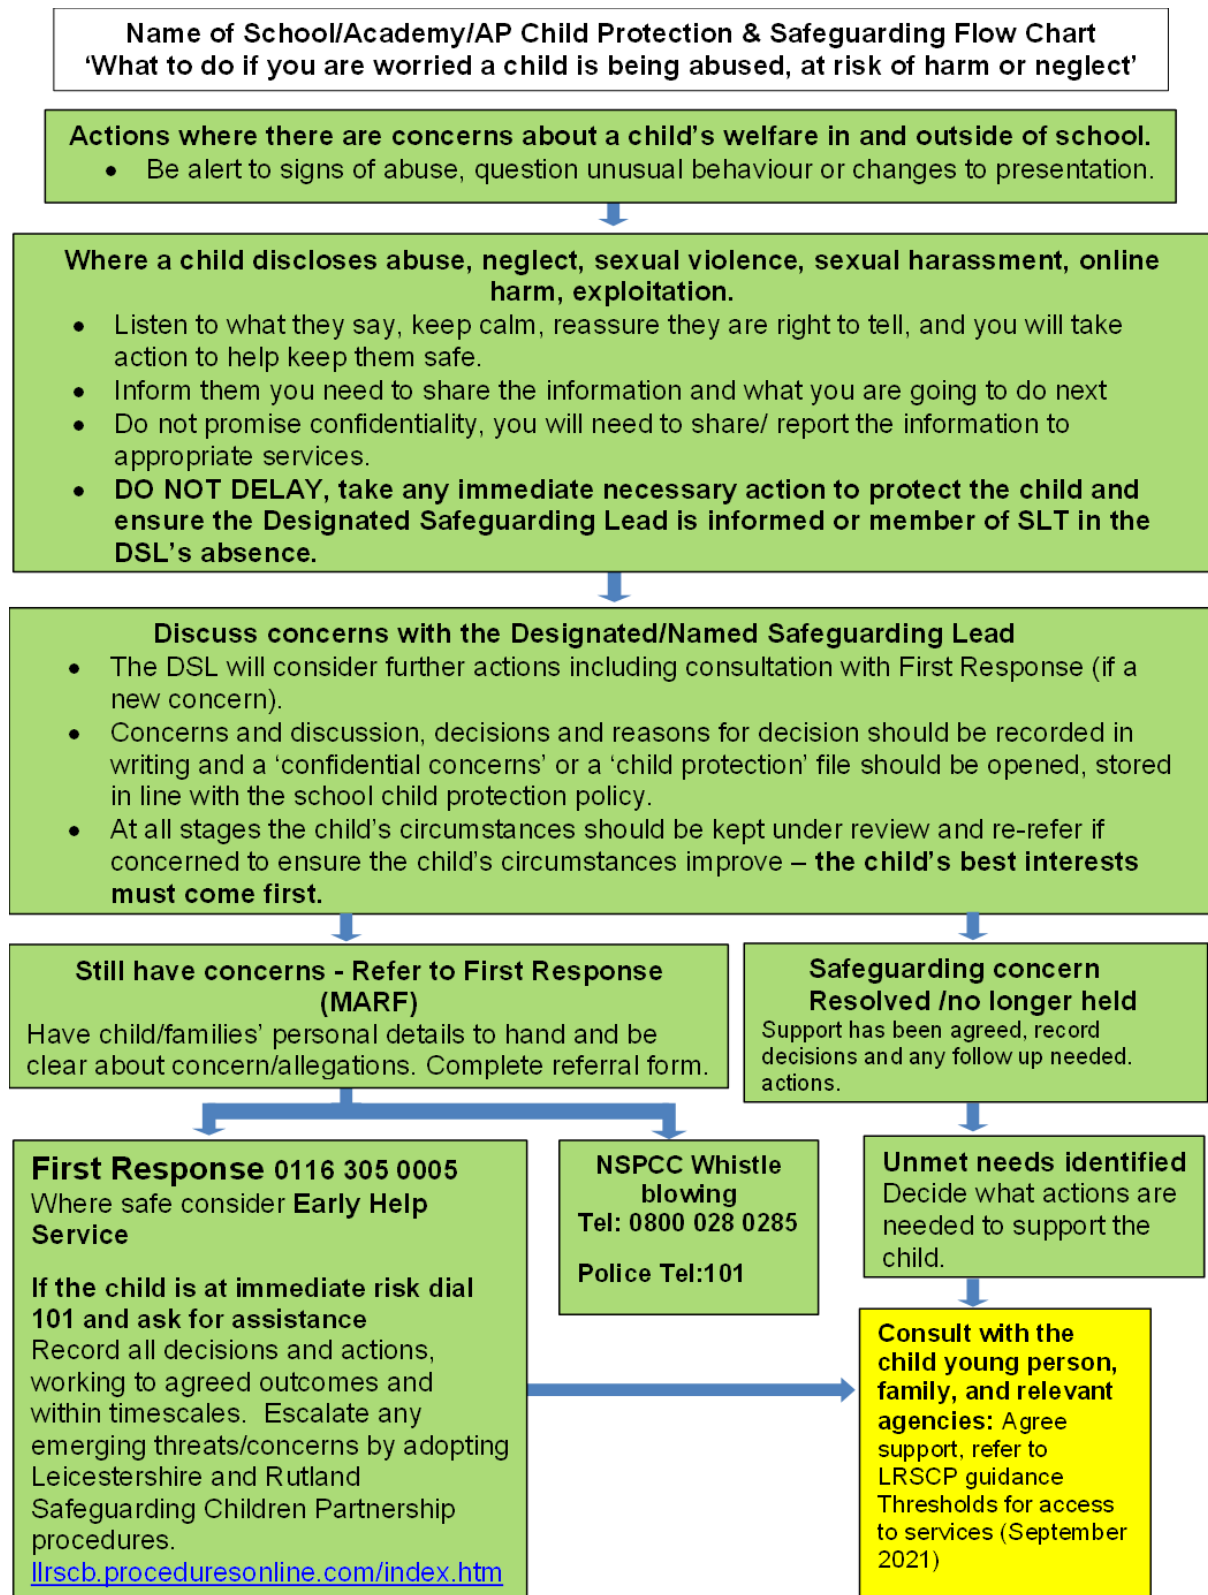 Name of School/Academy/AP Child Protection & Safeguarding Flow Chart
‘What to do if you are worried a child is being abused, at risk of harm or neglect’
Actions where there are concerns about a child’s welfare in and outside of school.
• Be alert to signs of abuse, question unusual behaviour or changes to presentation.
Where a child discloses abuse, neglect, sexual violence, sexual harassment, online
harm, exploitation.
• Listen to what they say, keep calm, reassure they are right to tell, and you will take
action to help keep them safe.
• Inform them you need to share the information and what you are going to do next
• Do not promise confidentiality, you will need to share/ report the information to
appropriate services.
• DO NOT DELAY, take any immediate necessary action to protect the child and
ensure the Designated Safeguarding Lead is informed or member of SLT in the
DSL’s absence.
Discuss concerns with the Designated/Named Safeguarding Lead
• The DSL will consider further actions including consultation with First Response (if a
new concern).
• Concerns and discussion, decisions and reasons for decision should be recorded in
writing and a ‘confidential concerns’ or a ‘child protection’ file should be opened, stored
in line with the school child protection policy.
• At all stages the child’s circumstances should be kept under review and re-refer if
concerned to ensure the child’s circumstances improve – the child’s best interests
must come first.
Still have concerns - Refer to First Response
(MARF)
Have child/families’ personal details to hand and be
clear about concern/allegations. Complete referral form.
Safeguarding concern
Resolved /no longer held
Support has been agreed, record
decisions and any follow up needed.
actions.
First Response 0116 305 0005
Where safe consider Early Help
Service
If the child is at immediate risk dial
101 and ask for assistance
Record all decisions and actions,
working to agreed outcomes and
within timescales.  Escalate any
emerging threats/concerns by adopting
Leicestershire and Rutland
Safeguarding Children Partnership
procedures.
llrscb.proceduresonline.com/index.htm
NSPCC Whistle
blowing
Tel: 0800 028 0285
Police Tel:101
Unmet needs identified
Decide what actions are
needed to support the
child.
Consult with the
child young person,
family, and relevant
agencies: Agree
support, refer to
LRSCP guidance
Thresholds for access
to services (September
2021)